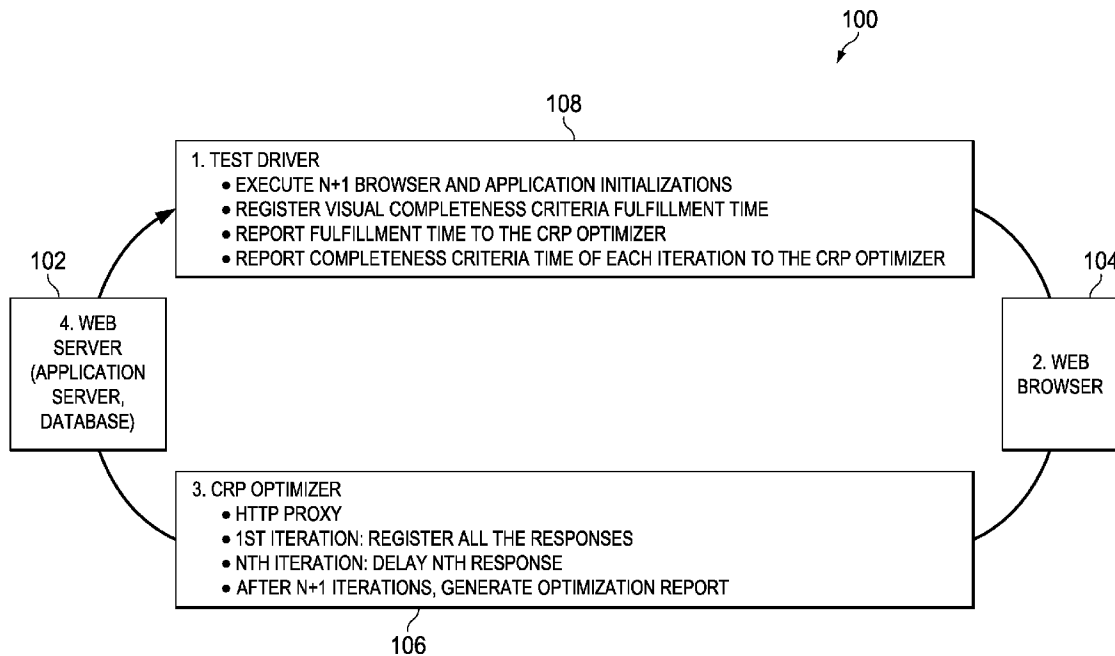 100
108
1. TEST DRIVER
• EXECUTE N+1 BROWSER AND APPLICATION INITIALIZATIONS
• REGISTER VISUAL COMPLETENESS CRITERIA FULFILLMENT TIME
• REPORT FULFILLMENT TIME TO THE CRP OPTIMIZER
• REPORT COMPLETENESS CRITERIA TIME OF EACH ITERATION TO THE CRP OPTIMIZER
102
4. WEB
SERVER
(APPLICATION
SERVER,
DATABASE)
104
2. WEB
BROWSER
3. CRP OPTIMIZER
• HTTP PROXY
• 1ST ITERATION: REGISTER ALL THE RESPONSES
• NTH ITERATION: DELAY NTH RESPONSE
• AFTER N+1 ITERATIONS, GENERATE OPTIMIZATION REPORT
106